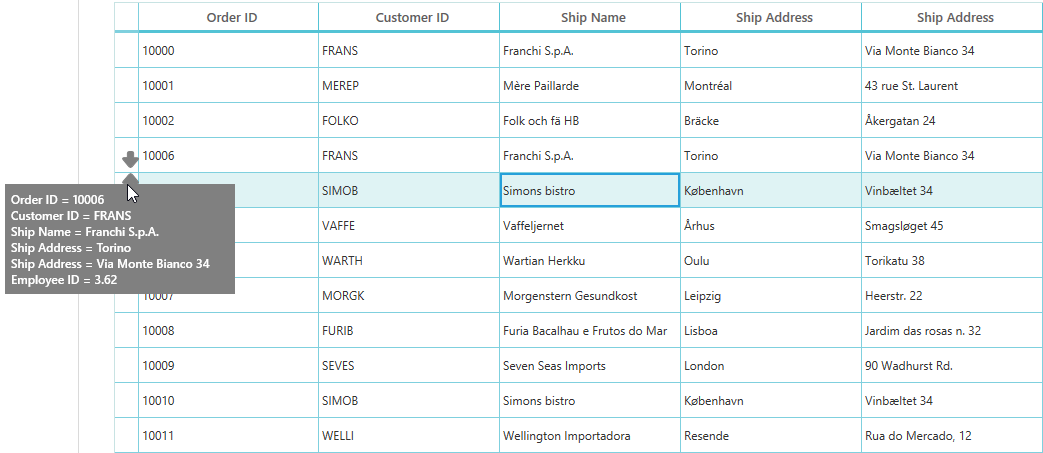 Order ID Customer ID Ship Name Ship Address Ship Address
10000 FRANS Franchi S.p.A. Torino Via Monte Bianco 34
10001 MEREP Mère Paillarde Montréal 43 rue St. Laurent
10002 FOLKO Folk och fä HB Bräcke Åkergatan 24
10006 FRANS Franchi S.p.A. Torino Via Monte Bianco 34
SIMOB Simons bistro København Vinbæltet 34
VAFFE Vaffeljernet Århus Smagsløget 45
WARTH Wartian Herkku Oulu Torikatu 38
10007 MORGK Morgenstern Gesundkost Leipzig Heerstr. 22
10008 FURIB Furia Bacalhau e Frutos do Mar Lisboa Jardim das rosas n. 32
10009 SEVES Seven Seas Imports London 90 Wadhurst Rd.
10010 SIMOB Simons bistro København Vinbæltet 34
10011 WELLI Wellington Importadora Resende Rua do Mercado, 12
Order ID = 10006
Customer ID = FRANS
Ship Name = Franchi S.p.A.
Ship Address = Torino
Ship Address = Via Monte Bianco 34
Employee ID = 3.62